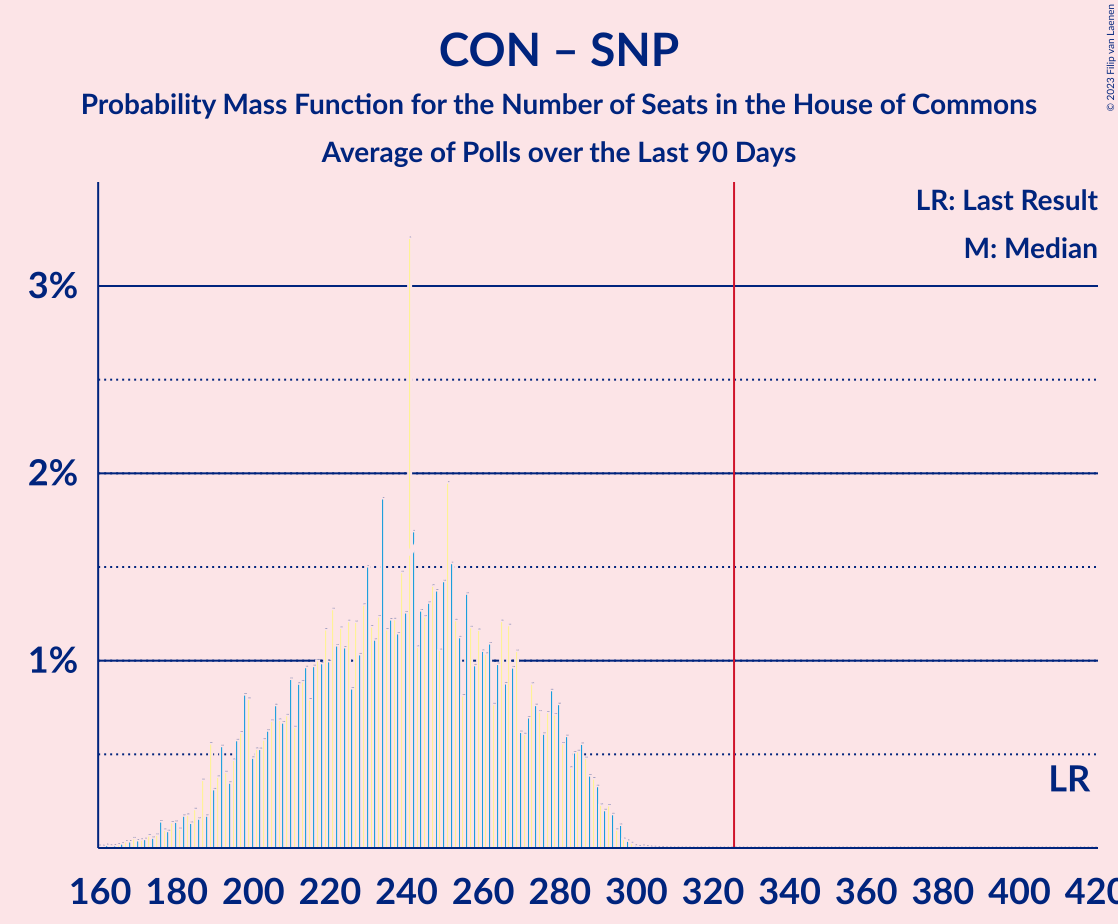 CON – SNP
Probability Mass Function for the Number of Seats in the House of Commons
Average of Polls over the Last 90 Days
© 2023 Filip van Laenen
LR: Last Result
M: Median
3%
2%
1%
LR
160 180 200 220 240 260 280 300 320 340 360 380 400 420